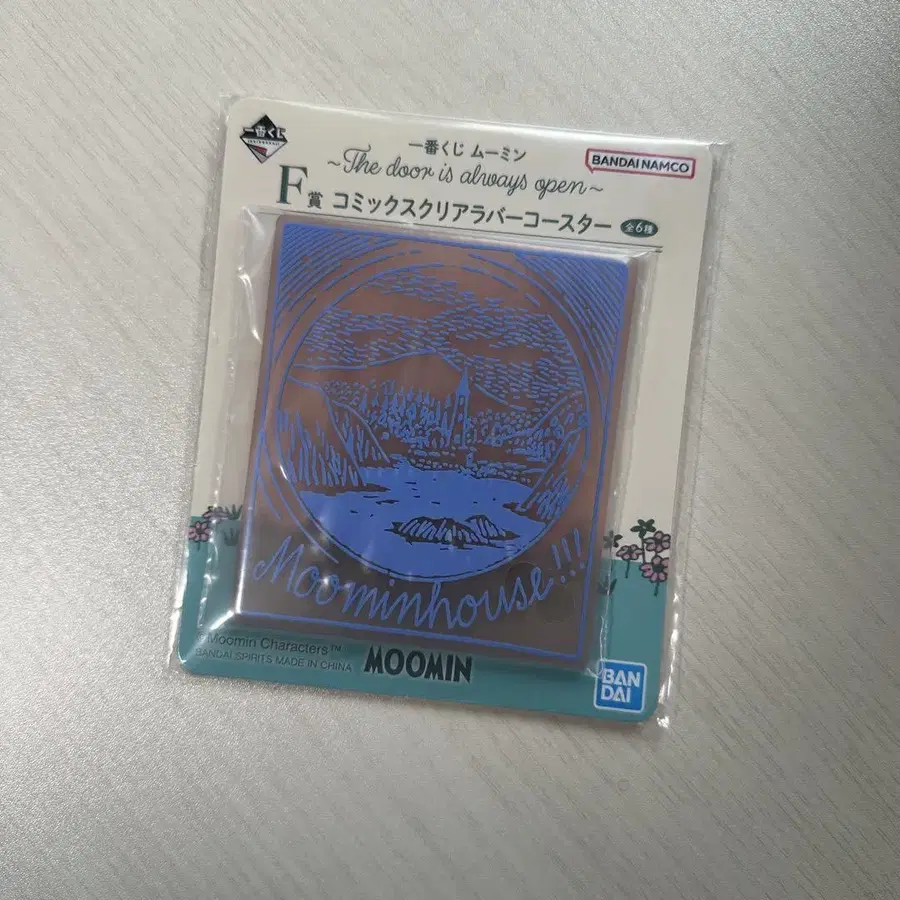 一番くじ
一番くじ ムーミン
BANDAI NAMCO
~The door is always open~
F賞 コミックスクリアラバーコースター 全6種
Moominhouse!!!
©Moomin Characters™
BANDAI SPIRITS MADE IN CHINA
MOOMIN
BAN
DAI